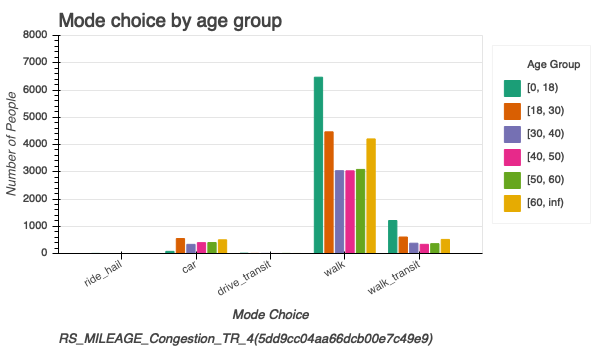 Mode choice by age group
Number of People
8000
7000
6000
5000
4000
3000
2000
1000
0
ride_hail
car
drive_transit
walk
walk_transit
Mode Choice
RS_MILEAGE_Congestion_TR_4(5dd9cc04aa66dcb00e7c49e9)
Age Group
[0, 18)
[18, 30)
[30, 40)
[40, 50)
[50, 60)
[60, inf)